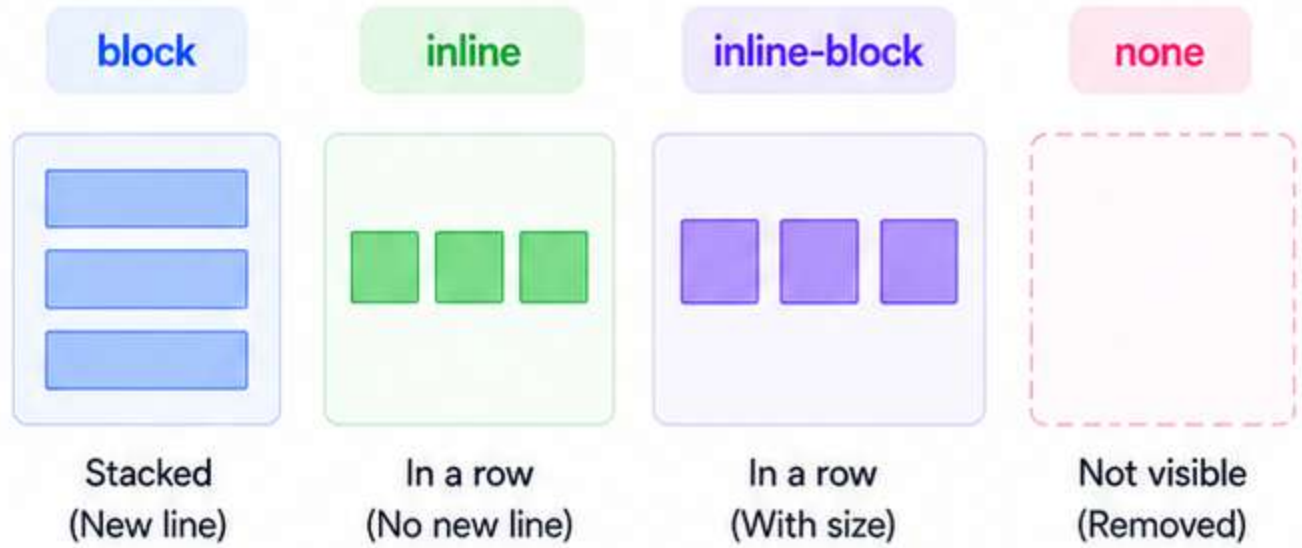 block
inline
inline-block
none
Stacked
(New line)
In a row
(No new line)
In a row
(With size)
Not visible
(Removed)